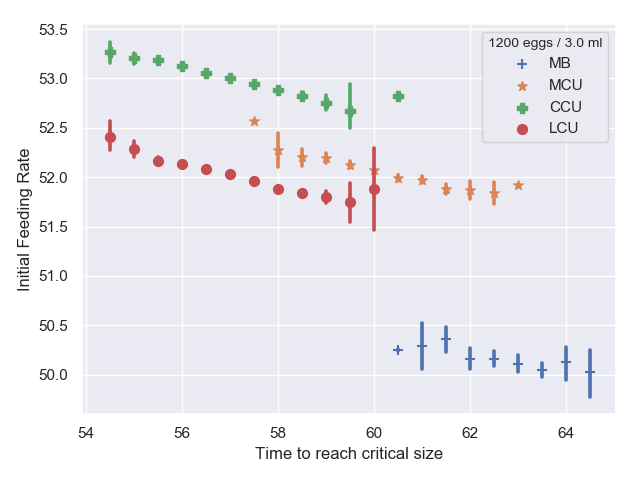 53.5
53.0
52.5
52.0
51.5
51.0
50.5
50.0
Initial Feeding Rate
1200 eggs / 3.0 ml
MB
MCU
CCU
LCU
54 56 58 60 62 64
Time to reach critical size